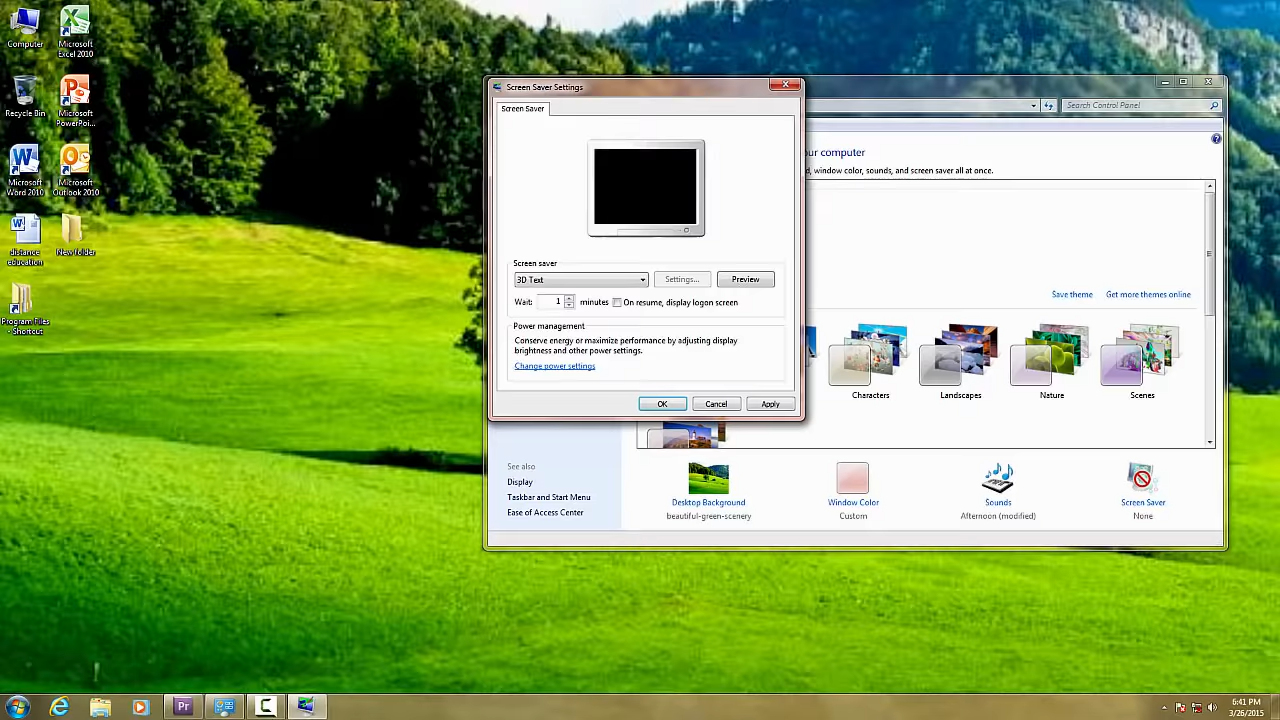 Computer
Microsoft Excel 2010
Recycle Bin
Microsoft PowerPoi...
Microsoft Word 2010
Microsoft Outlook 2010
distance education
New folder
Program Files - Shortcut
Screen Saver Settings
Screen Saver
Screen saver
3D Text
Settings...
Preview
Wait:
1
minutes
On resume, display logon screen
Power management
Conserve energy or maximize performance by adjusting display
brightness and other power settings.
Change power settings
OK
Cancel
Apply
Search Control Panel
our computer
d, window color, sounds, and screen saver all at once.
Save theme
Get more themes online
Characters
Landscapes
Nature
Scenes
See also
Display
Taskbar and Start Menu
Ease of Access Center
Desktop Background
beautiful-green-scenery
Window Color
Custom
Sounds
Afternoon (modified)
Screen Saver
None
Pr
6:41 PM
3/26/2015